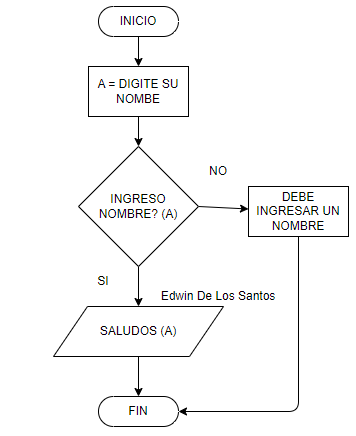 INICIO
A = DIGITE SU
NOMBE
NO
INGRESO
NOMBRE? (A)
DEBE
INGRESAR UN
NOMBRE
SI
Edwin De Los Santos
SALUDOS (A)
FIN